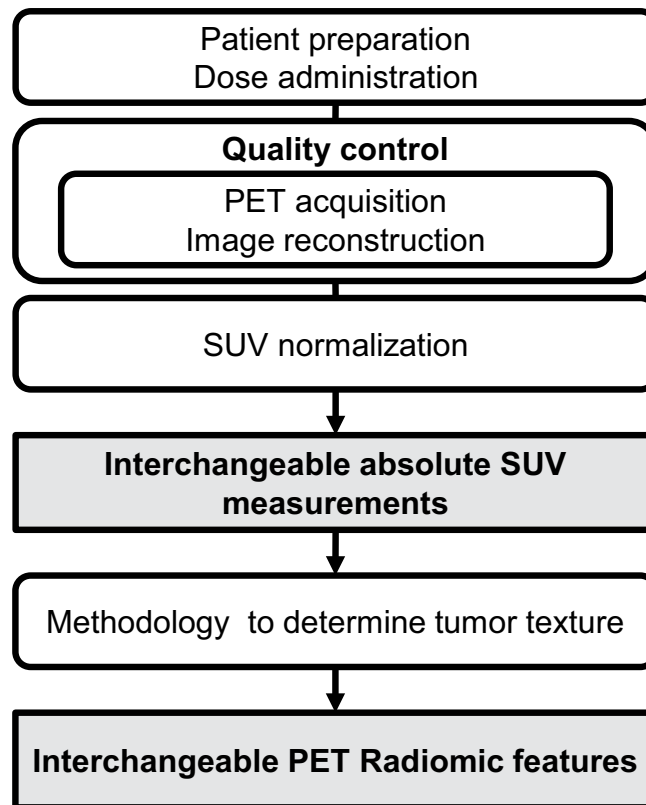 Patient preparation
Dose administration
Quality control
PET acquisition
Image reconstruction
SUV normalization
Interchangeable absolute SUV
measurements
Methodology  to determine tumor texture
Interchangeable PET Radiomic features